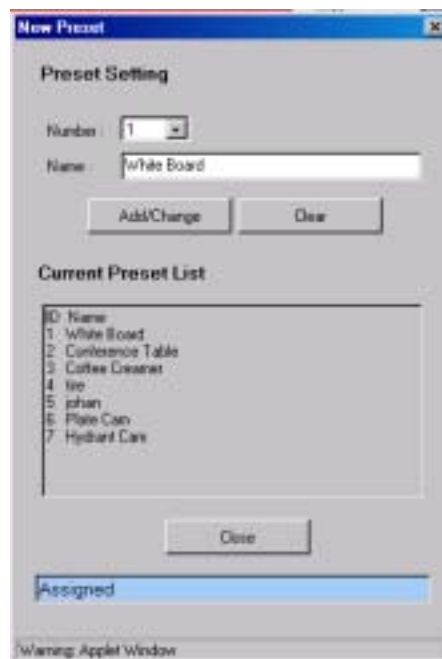 New Preset
Preset Setting
Number : 1
Name : White Board
Add/Change Clear
Current Preset List
ID Name
1 White Board
2 Conference Table
3 Coffee Creamer
4 tire
5 johan
6 Plate Cam
7 Hydrant Cam
Close
Assigned
Warning: Applet Window